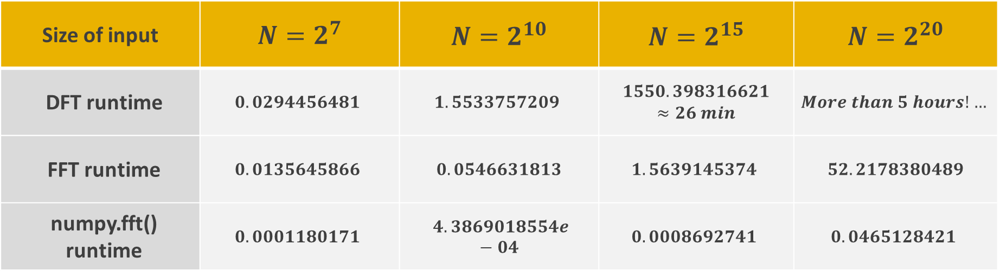 Size of input
N = 2^7
N = 2^10
N = 2^15
N = 2^20
DFT runtime
0.0294456481
1.5533757209
1550.398316621
≈ 26 min
More than 5 hours! …
FFT runtime
0.0135645866
0.0546631813
1.5639145374
52.2178380489
numpy.fft()
runtime
0.0001180171
4.3869018554e
− 04
0.0008692741
0.0465128421